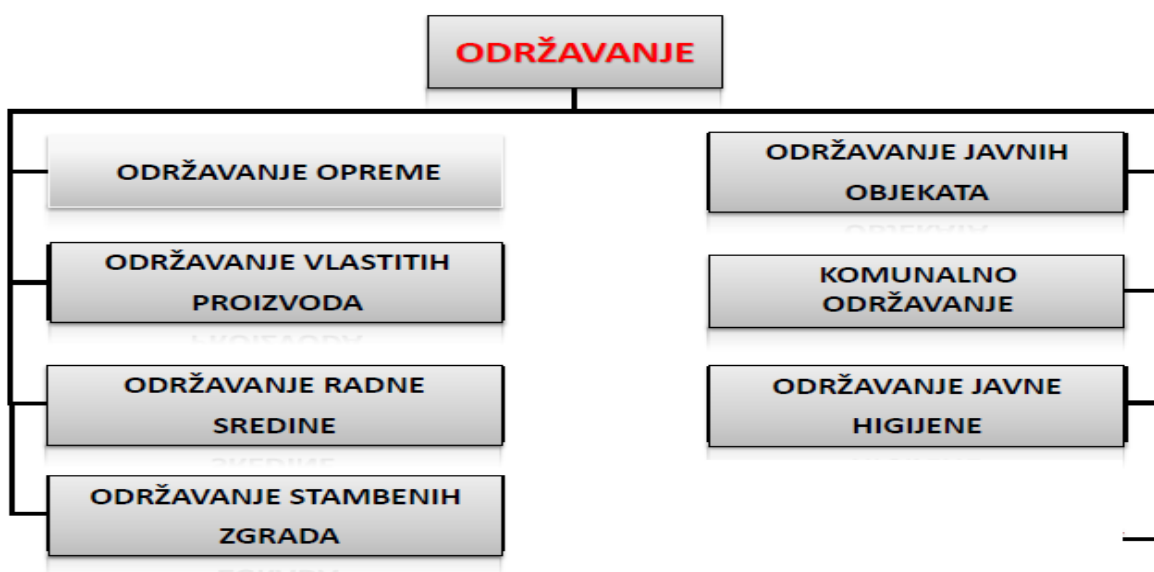 ODRŽAVANJE
ODRŽAVANJE OPREME
ODRŽAVANJE VLASTITIH
PROIZVODA
ODRŽAVANJE RADNE
SREDINE
ODRŽAVANJE STAMBENIH
ZGRADA
ODRŽAVANJE JAVNIH
OBJEKATA
KOMUNALNO
ODRŽAVANJE
ODRŽAVANJE JAVNE
HIGIJENE